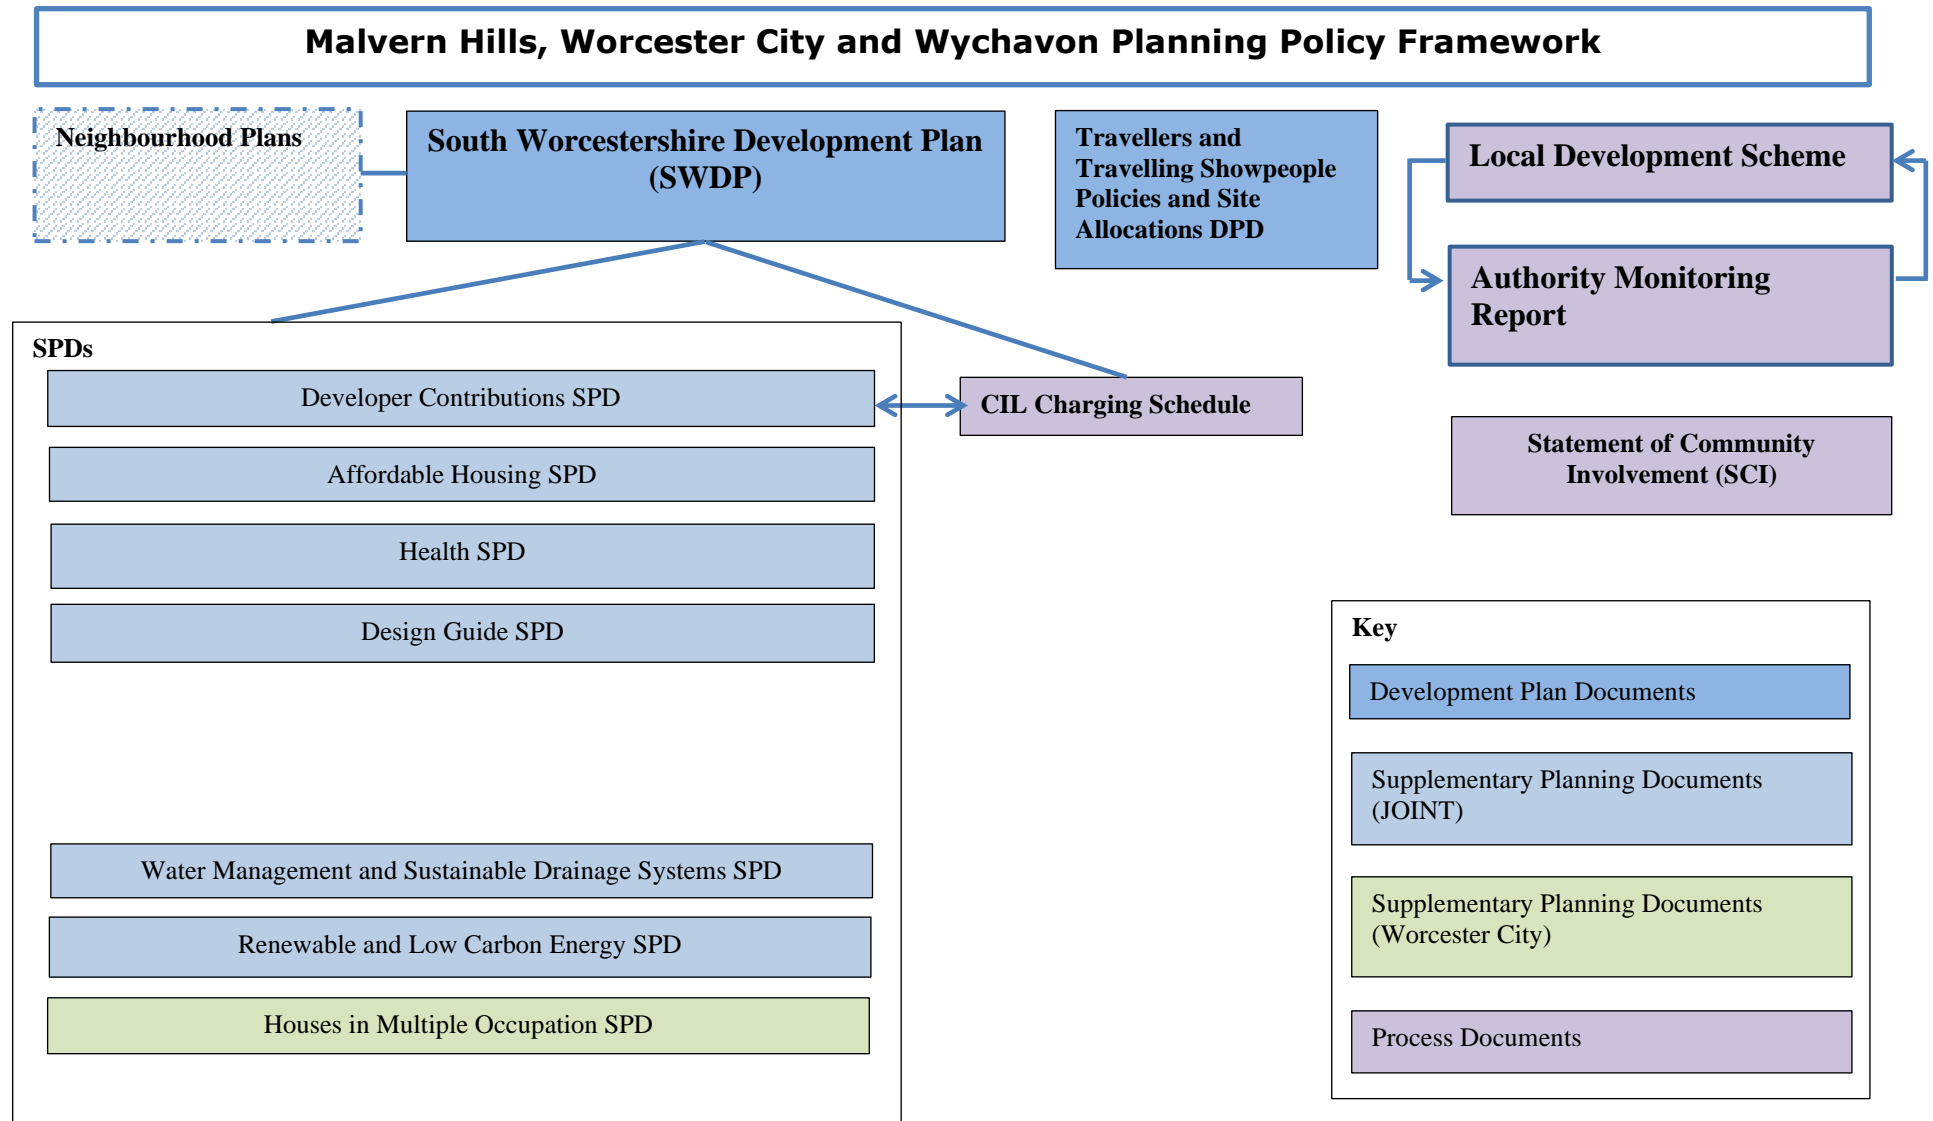 Malvern Hills, Worcester City and Wychavon Planning Policy Framework
Neighbourhood Plans
South Worcestershire Development Plan
(SWDP)
Travellers and
Travelling Showpeople
Policies and Site
Allocations DPD
Local Development Scheme
Authority Monitoring
Report
SPDs
Developer Contributions SPD
CIL Charging Schedule
Affordable Housing SPD
Statement of Community
Involvement (SCI)
Health SPD
Design Guide SPD
Water Management and Sustainable Drainage Systems SPD
Renewable and Low Carbon Energy SPD
Houses in Multiple Occupation SPD
Key
Development Plan Documents
Supplementary Planning Documents
(JOINT)
Supplementary Planning Documents
(Worcester City)
Process Documents